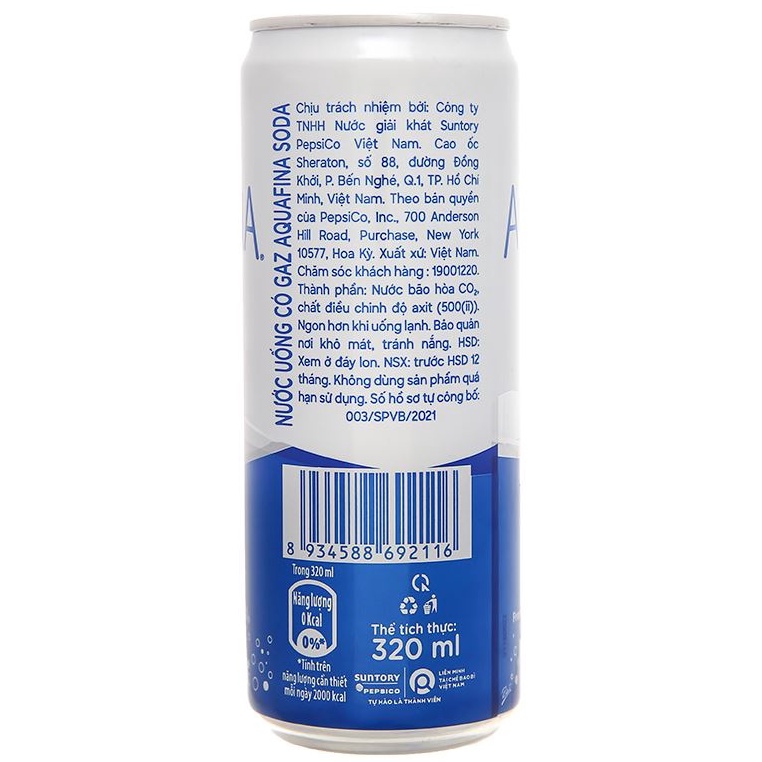 NƯỚC UỐNG CÓ GAZ AQUAFINA SODA
Chịu trách nhiệm bởi: Công ty
TNHH Nước giải khát Suntory
PepsiCo Việt Nam. Cao ốc
Sheraton, số 88, đường Đồng
Khởi, P. Bến Nghé, Q.1, TP. Hồ Chí
Minh, Việt Nam. Theo bản quyền
của PepsiCo, Inc., 700 Anderson
Hill Road, Purchase, New York
10577, Hoa Kỳ. Xuất xứ: Việt Nam.
Chăm sóc khách hàng : 19001220.
Thành phần: Nước bão hòa CO₂,
chất điều chỉnh độ axit (500(ii)).
Ngon hơn khi uống lạnh. Bảo quản
nơi khô mát, tránh nắng. HSD:
Xem ở đáy lon. NSX: trước HSD 12
tháng. Không dùng sản phẩm quá
hạn sử dụng. Số hồ sơ tự công bố:
003/SPVB/2021
A.
A
8 934588 692116
Trong 320 ml
Năng lượng
0 Kcal
0%*
*Tính trên
năng lượng cần thiết
mỗi ngày 2000 kcal
Thể tích thực:
320 ml
SUNTORY
PEPSICO
LIÊN MINH
TÁI CHẾ BAO BÌ
VIỆT NAM
TỰ HÀO LÀ THÀNH VIÊN